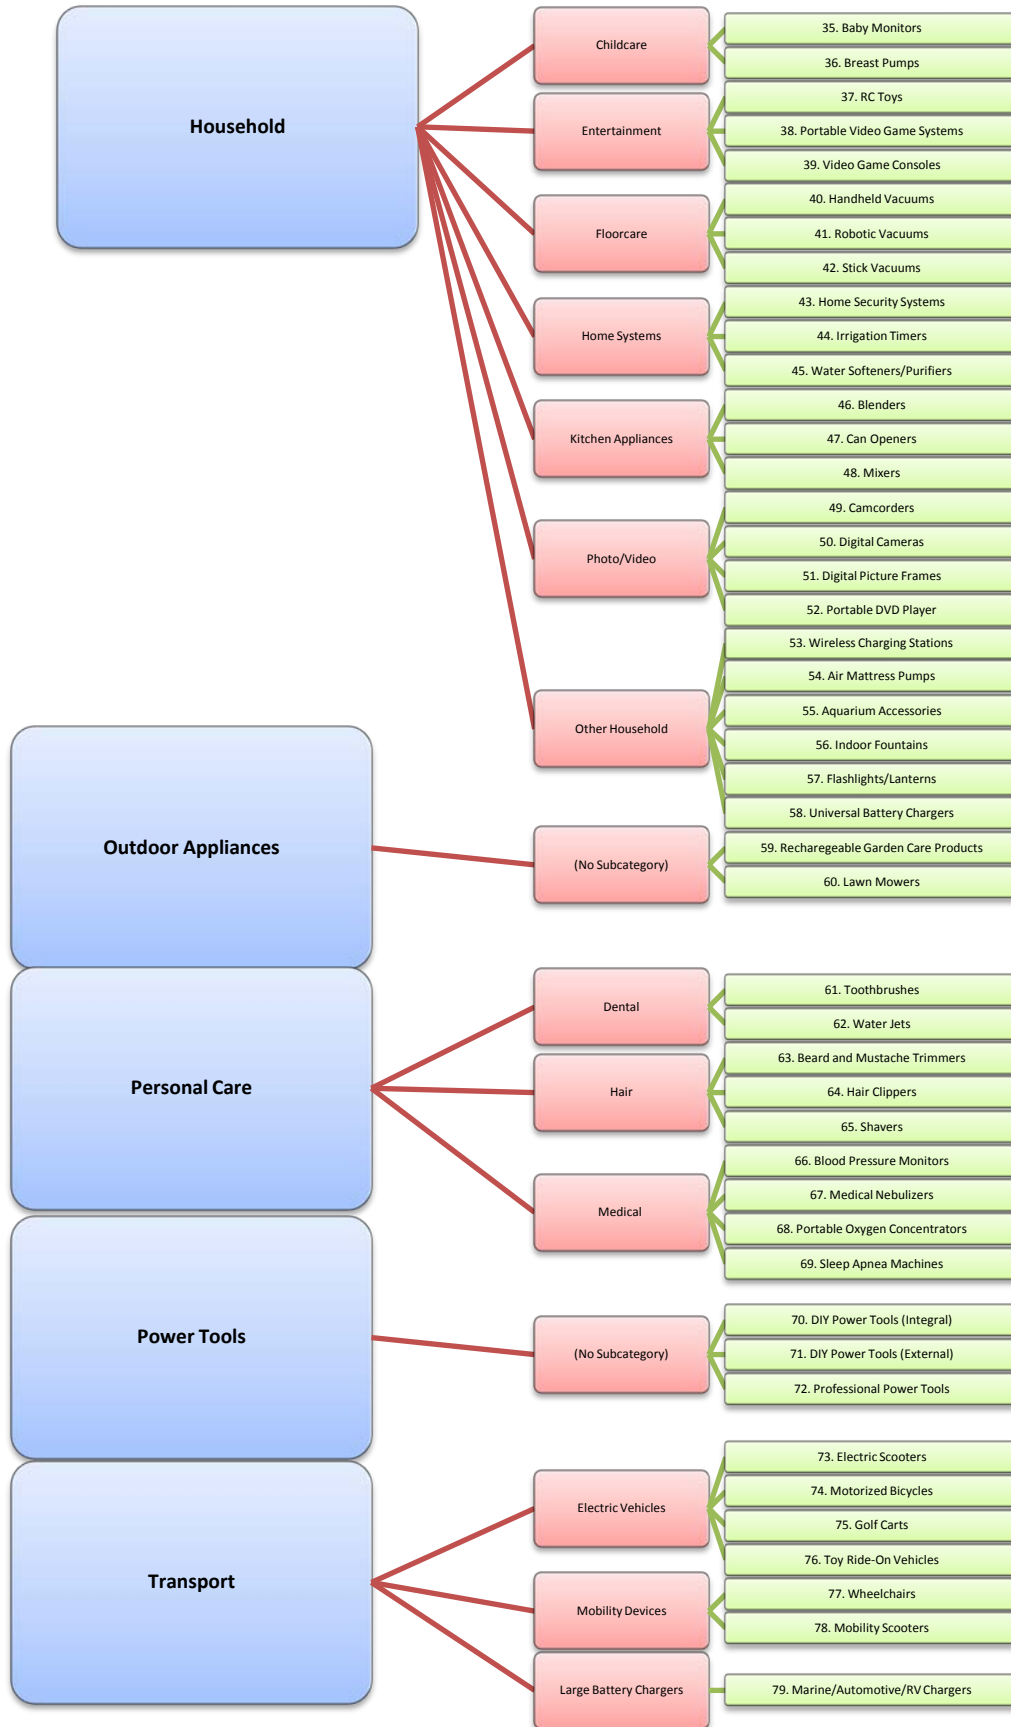 Household
Childcare
35. Baby Monitors
36. Breast Pumps
Entertainment
37. RC Toys
38. Portable Video Game Systems
39. Video Game Consoles
Floorcare
40. Handheld Vacuums
41. Robotic Vacuums
42. Stick Vacuums
Home Systems
43. Home Security Systems
44. Irrigation Timers
45. Water Softeners/Purifiers
Kitchen Appliances
46. Blenders
47. Can Openers
48. Mixers
Photo/Video
49. Camcorders
50. Digital Cameras
51. Digital Picture Frames
52. Portable DVD Player
Other Household
53. Wireless Charging Stations
54. Air Mattress Pumps
55. Aquarium Accessories
56. Indoor Fountains
57. Flashlights/Lanterns
58. Universal Battery Chargers
Outdoor Appliances
(No Subcategory)
59. Recharegeable Garden Care Products
60. Lawn Mowers
Personal Care
Dental
61. Toothbrushes
62. Water Jets
Hair
63. Beard and Mustache Trimmers
64. Hair Clippers
65. Shavers
Medical
66. Blood Pressure Monitors
67. Medical Nebulizers
68. Portable Oxygen Concentrators
69. Sleep Apnea Machines
Power Tools
(No Subcategory)
70. DIY Power Tools (Integral)
71. DIY Power Tools (External)
72. Professional Power Tools
Transport
Electric Vehicles
73. Electric Scooters
74. Motorized Bicycles
75. Golf Carts
76. Toy Ride-On Vehicles
Mobility Devices
77. Wheelchairs
78. Mobility Scooters
Large Battery Chargers
79. Marine/Automotive/RV Chargers